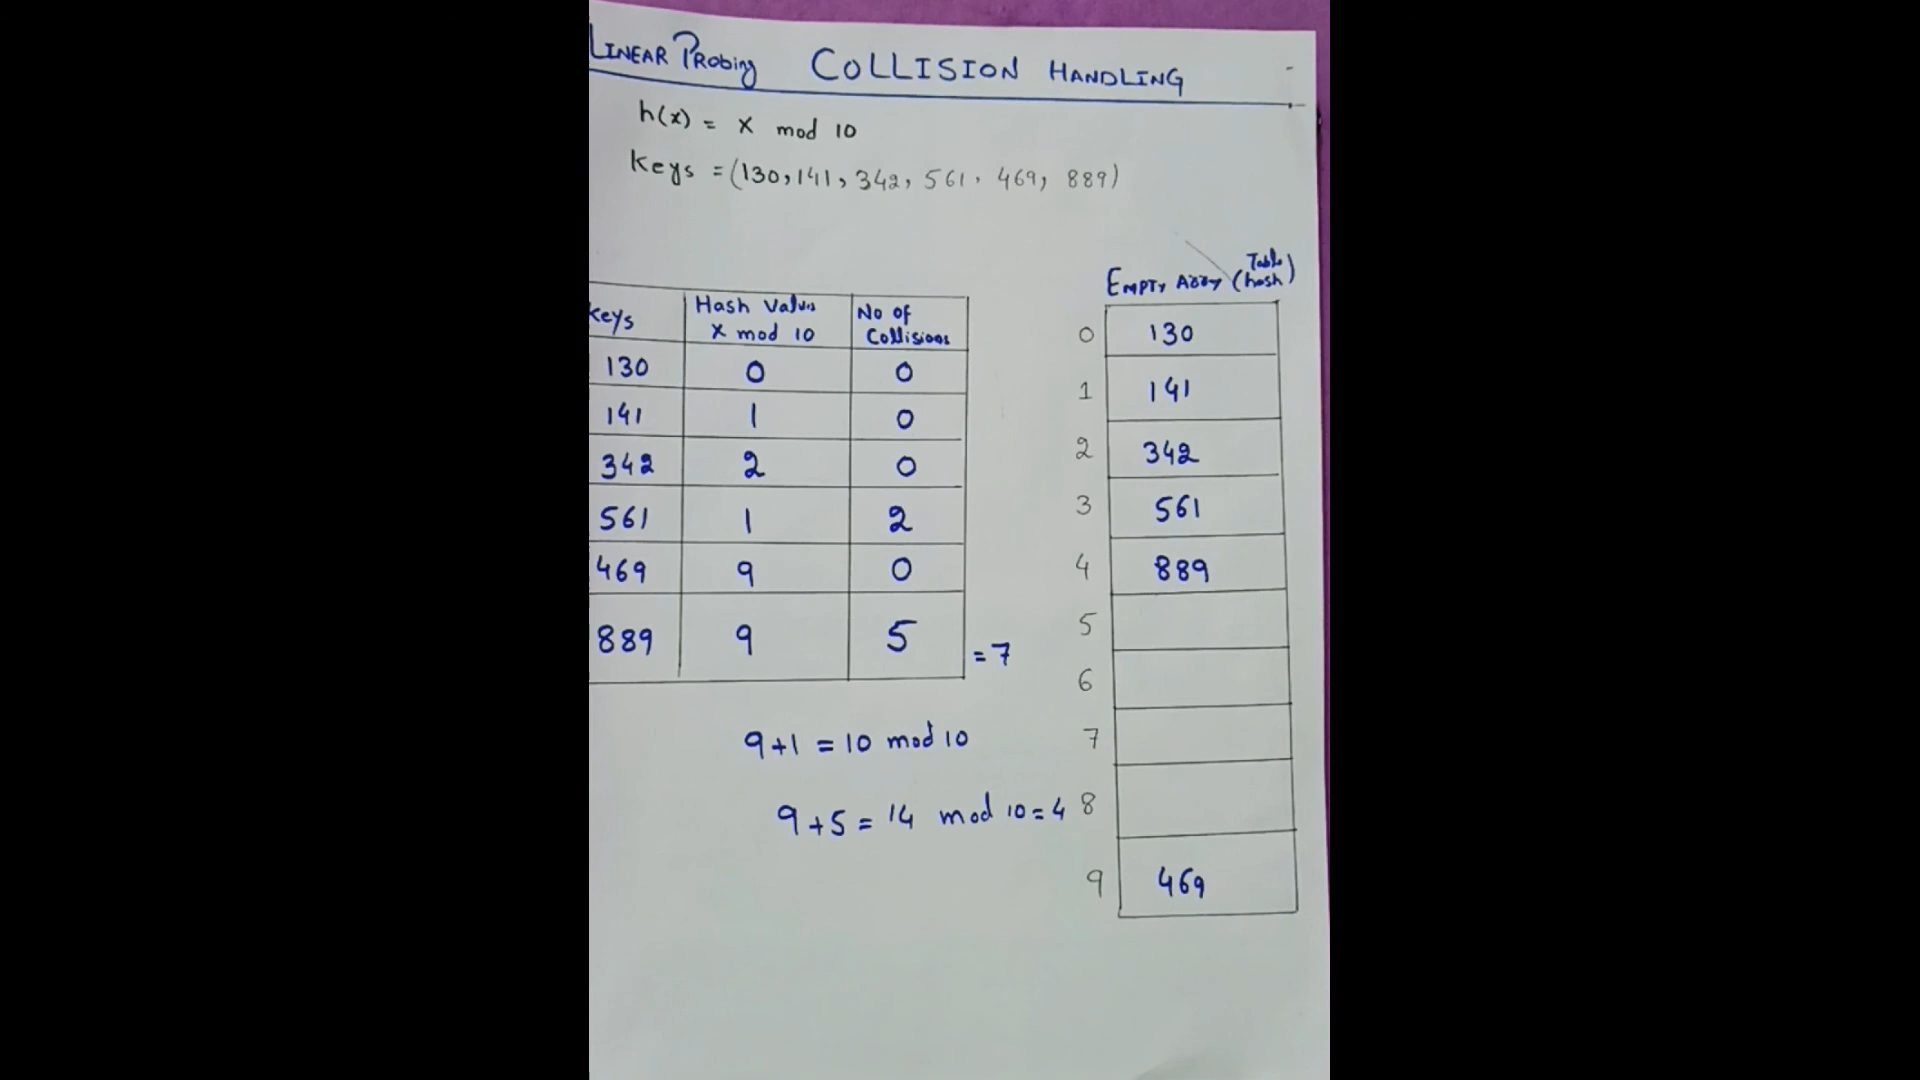 LINEAR Probing COLLISION HANDLING
h(x) = x mod 10
Keys = (130, 141, 342, 561, 469, 889)
Keys Hash Values x mod 10 No of Collisions
130 0 0
141 1 0
342 2 0
561 1 2
469 9 0
889 9 5 = 7
9+1 = 10 mod 10
9+5 = 14 mod 10 = 4
EMPTY Array (hash Table)
0 130
1 141
2 342
3 561
4 889
5
6
7
8
9 469